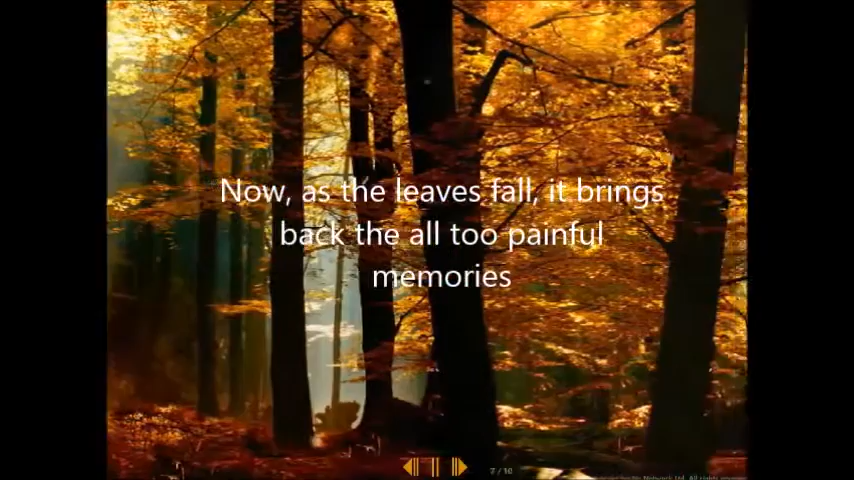 Now, as the leaves fall, it brings
back the all too painful
memories
7 / 10